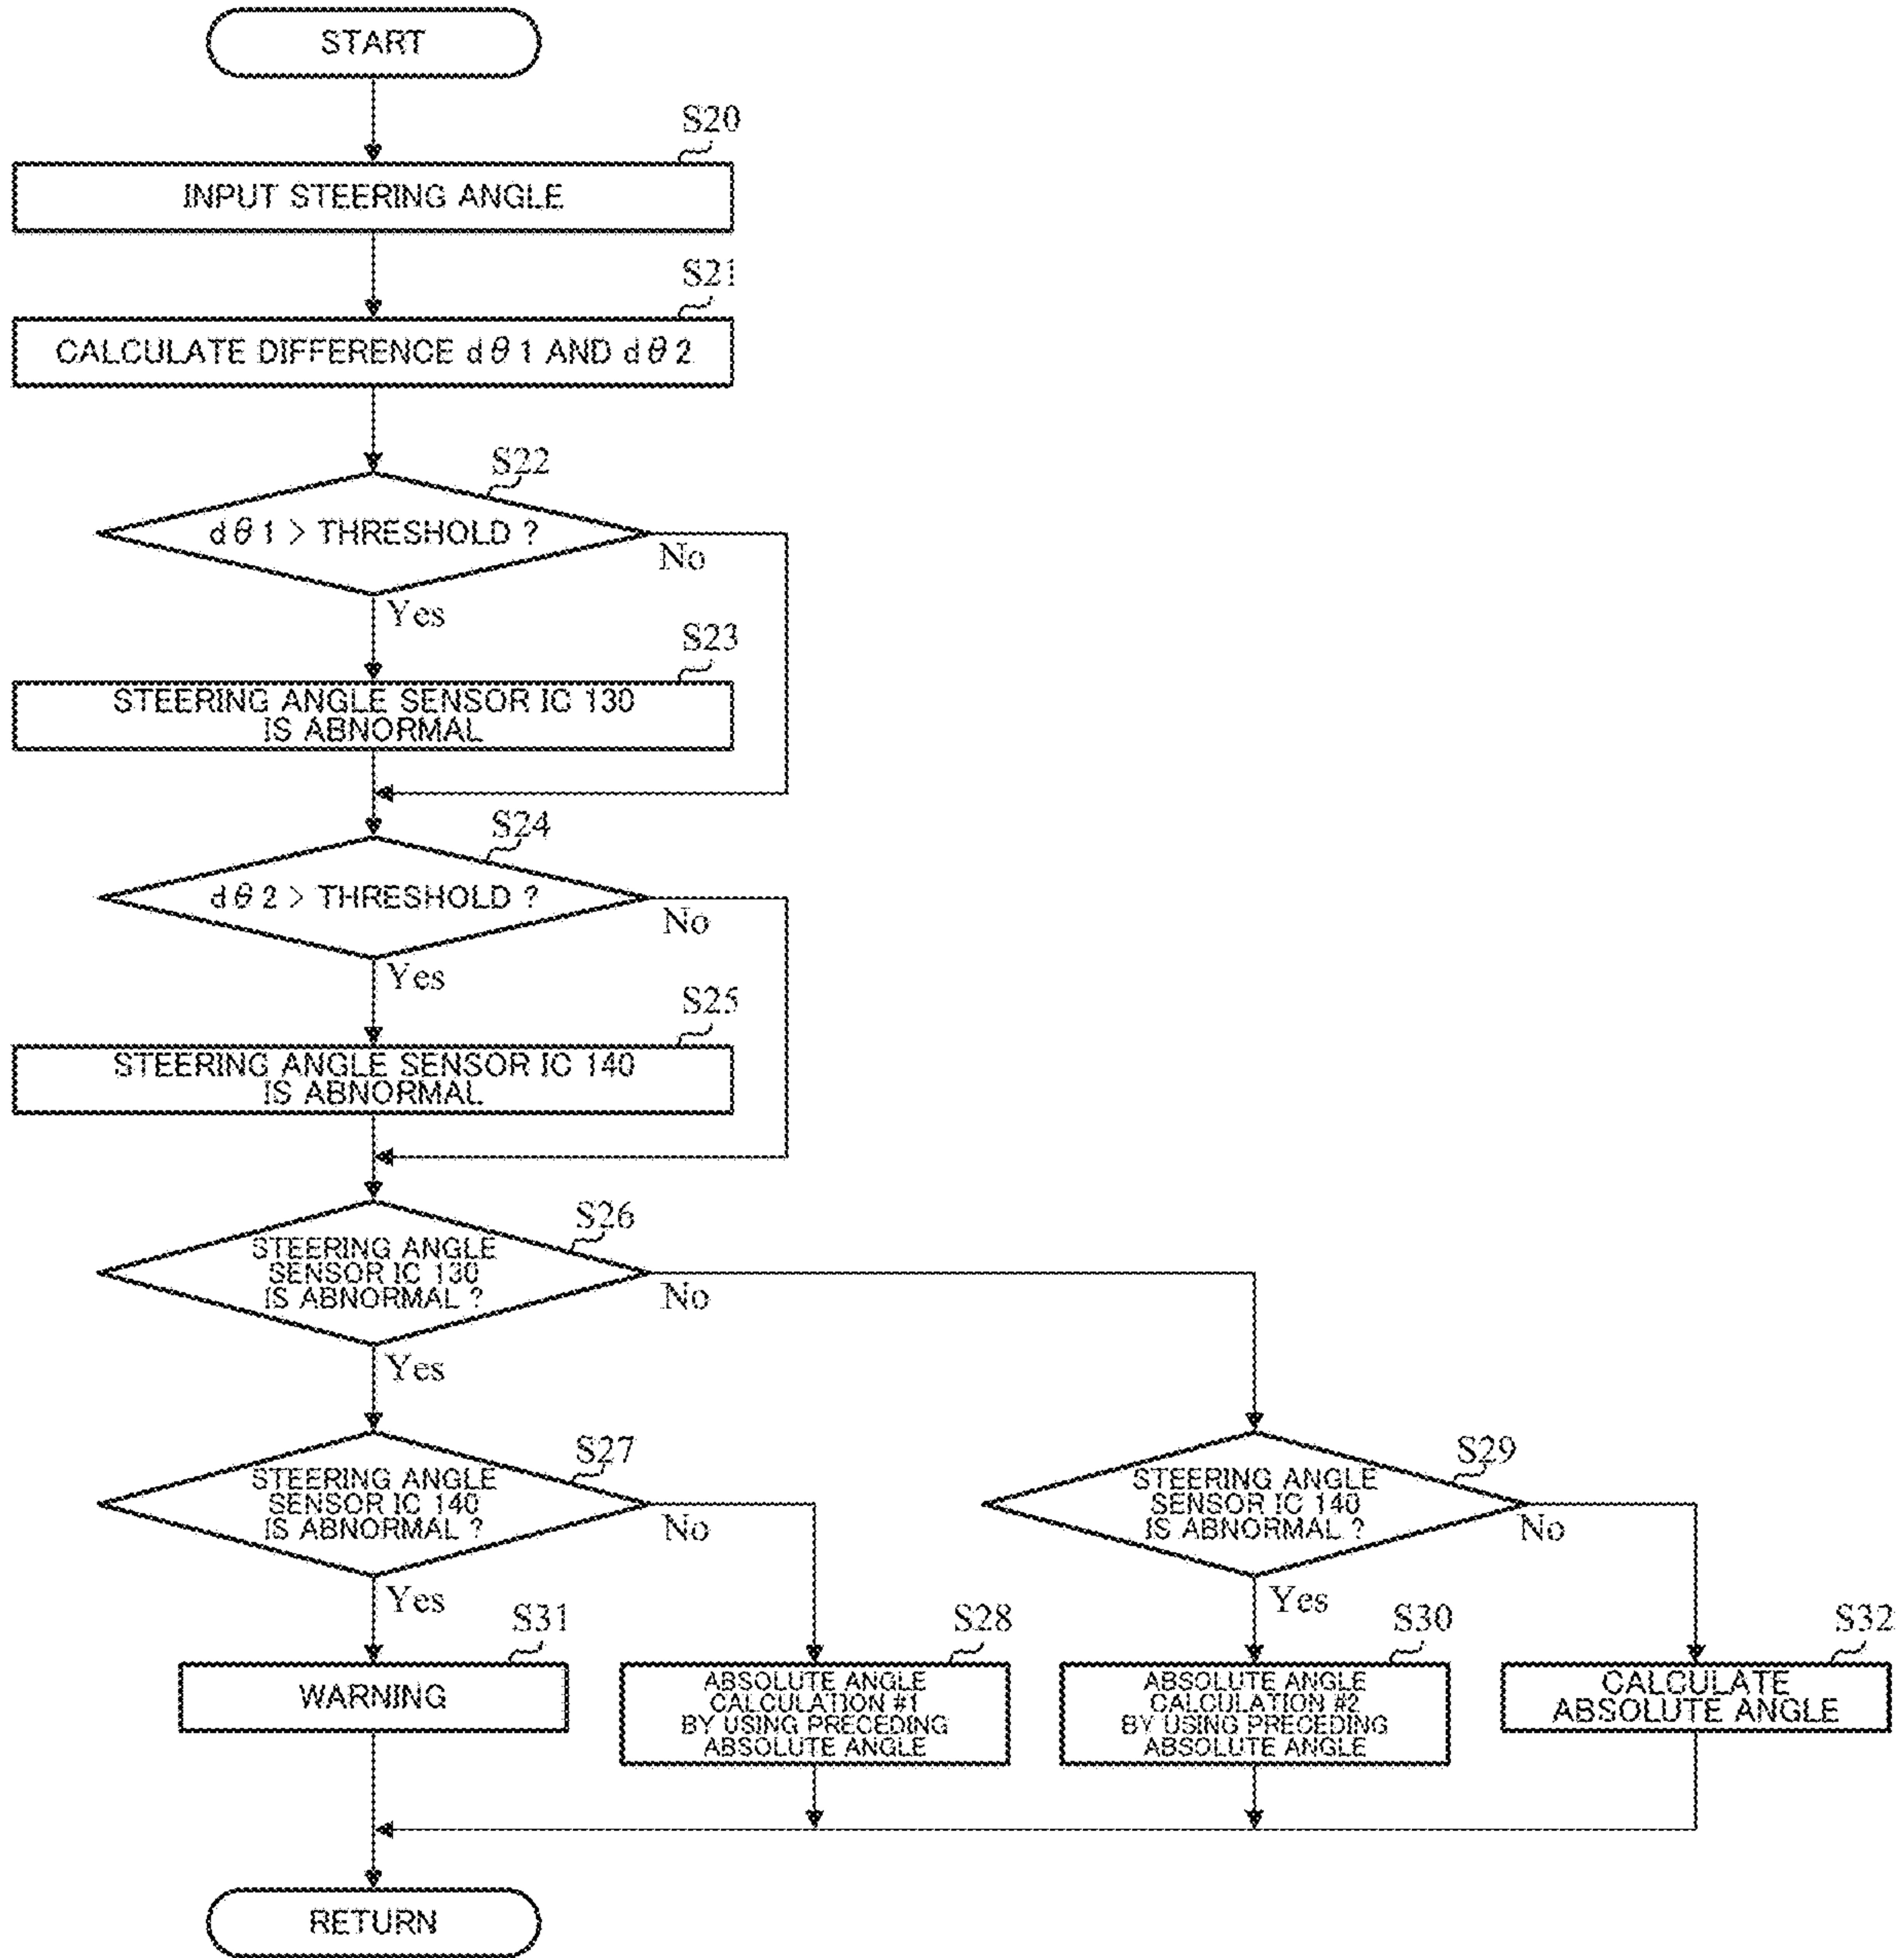 START
S20
INPUT STEERING ANGLE
S21
CALCULATE DIFFERENCE dθ1 AND dθ2
S22
dθ1 > THRESHOLD ?
No
Yes
S23
STEERING ANGLE SENSOR IC 130
IS ABNORMAL
S24
dθ2 > THRESHOLD ?
No
Yes
S25
STEERING ANGLE SENSOR IC 140
IS ABNORMAL
S26
STEERING ANGLE
SENSOR IC 130
IS ABNORMAL ?
No
Yes
S27
STEERING ANGLE
SENSOR IC 140
IS ABNORMAL ?
No
Yes
S29
STEERING ANGLE
SENSOR IC 140
IS ABNORMAL ?
No
Yes
S31
WARNING
S28
ABSOLUTE ANGLE
CALCULATION #1
BY USING PRECEDING
ABSOLUTE ANGLE
S30
ABSOLUTE ANGLE
CALCULATION #2
BY USING PRECEDING
ABSOLUTE ANGLE
S32
CALCULATE
ABSOLUTE ANGLE
RETURN